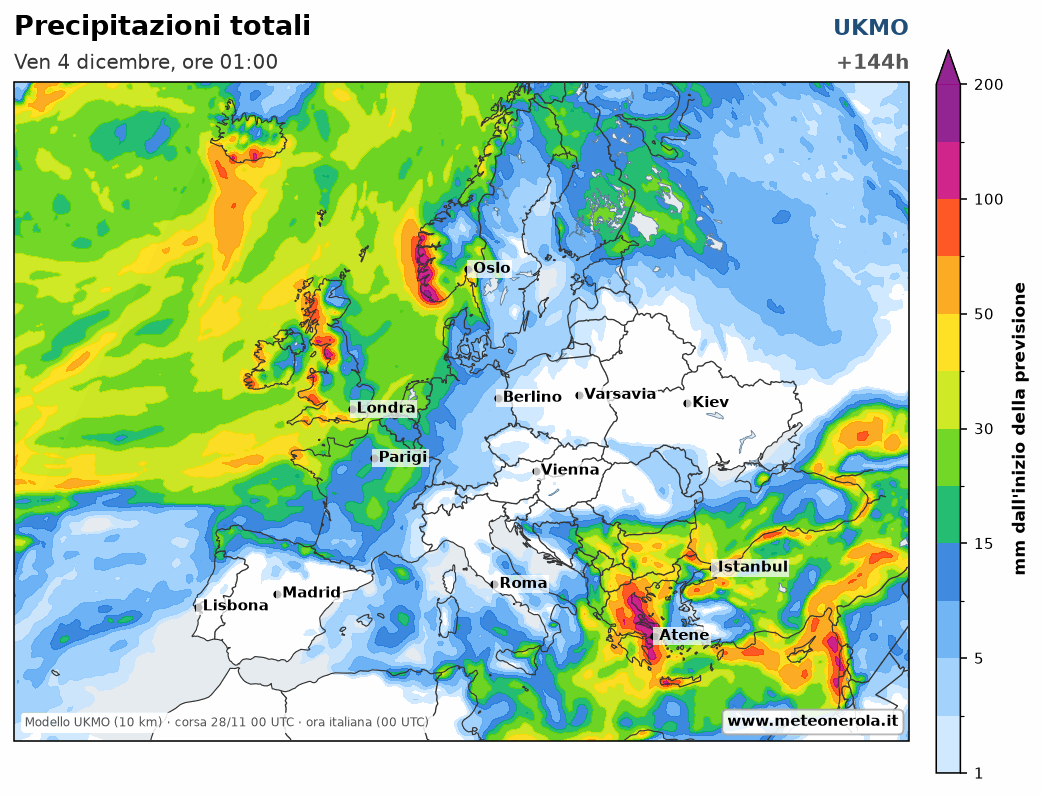 Precipitazioni totali
UKMO
Ven 4 dicembre, ore 01:00
+144h
200
100
50
30
15
5
1
mm dall'inizio della previsione
Oslo
Londra
Berlino
Varsavia
Kiev
Parigi
Vienna
Istanbul
Roma
Madrid
Lisbona
Atene
Modello UKMO (10 km) · corsa 28/11 00 UTC · ora italiana (00 UTC)
www.meteonerola.it